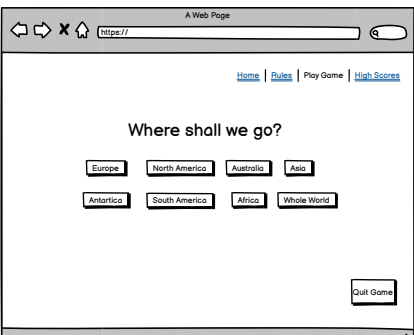 A Web Page
https://
Home | Rules | Play Game | High Scores
Where shall we go?
Europe North America Australia Asia
Antartica South America Africa Whole World
Quit Game